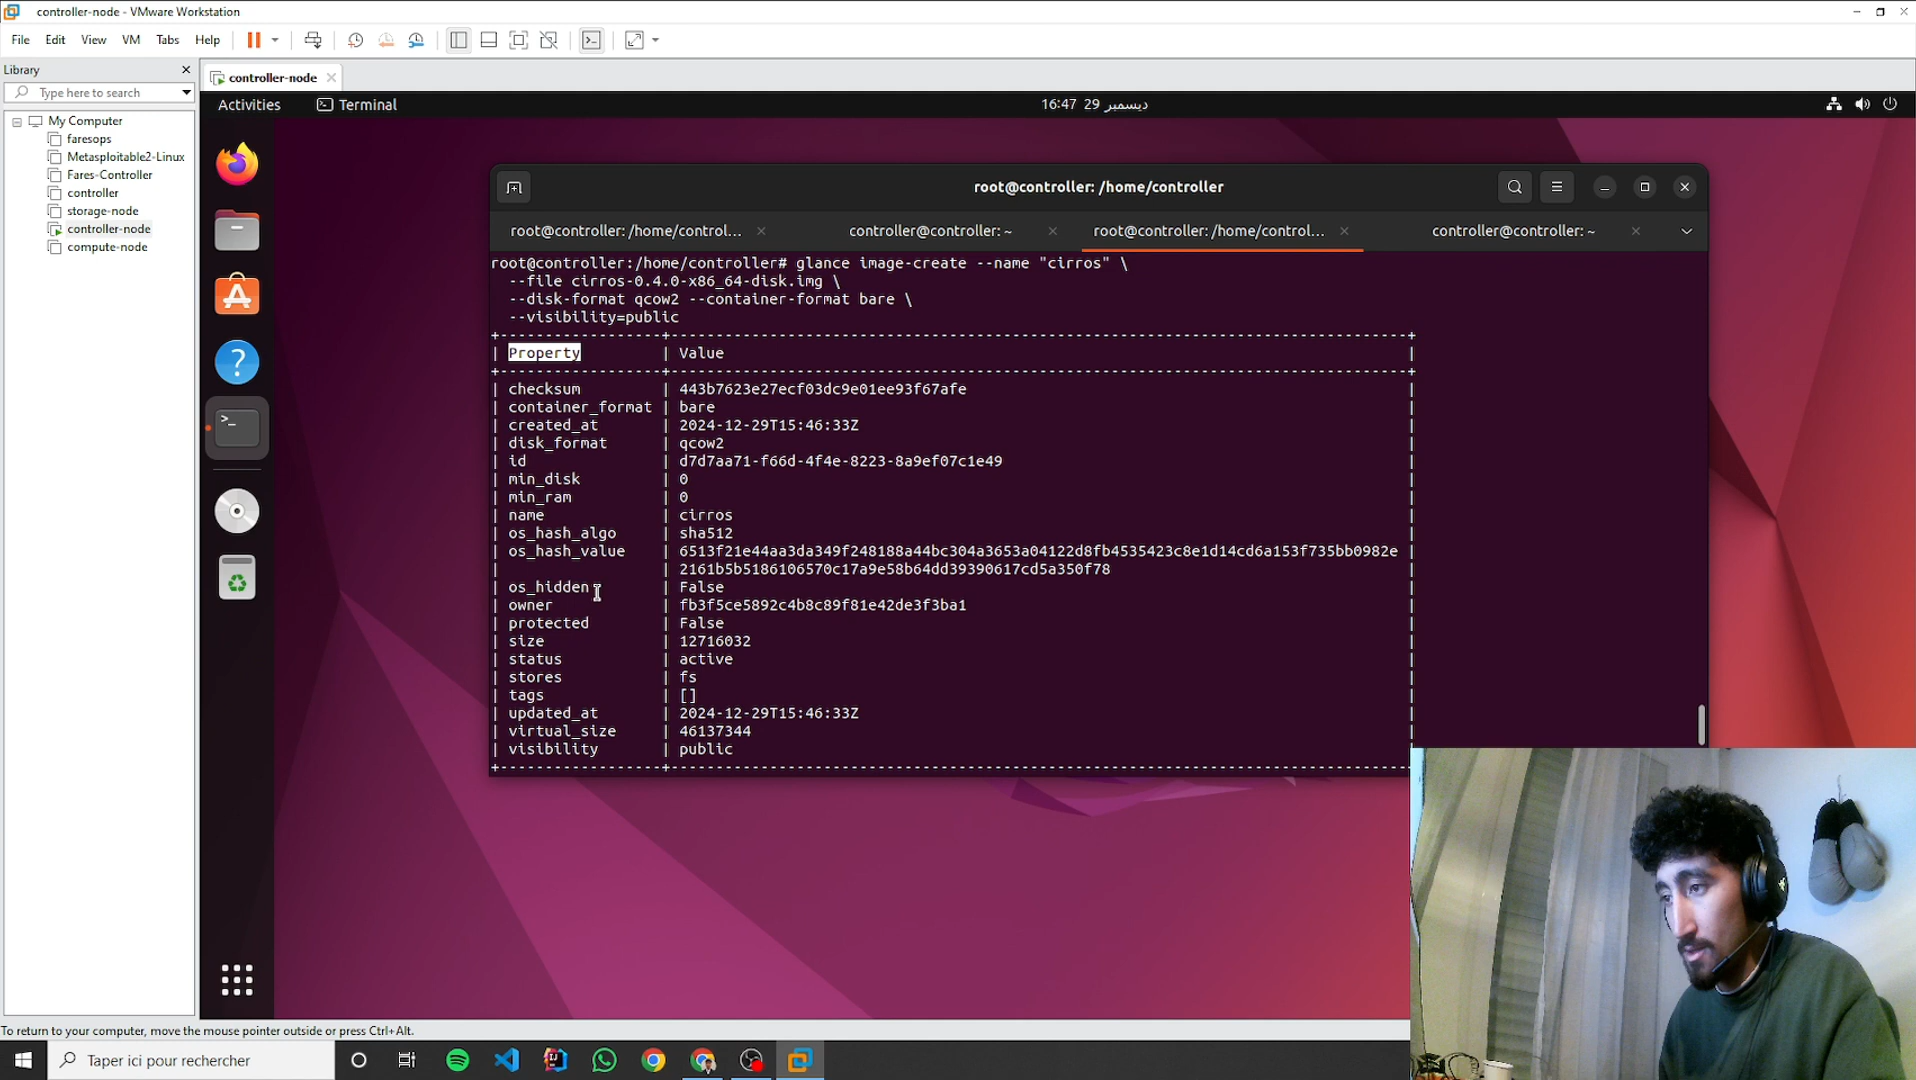 controller-node - VMware Workstation
File Edit View VM Tabs Help
Library
Type here to search
My Computer
faresops
Metasploitable2-Linux
Fares-Controller
controller
storage-node
controller-node
compute-node
controller-node
Activities Terminal
16:47 29 ديسمبر
root@controller: /home/controller
root@controller: /home/control...
controller@controller: ~
root@controller: /home/control...
controller@controller: ~
root@controller:/home/controller# glance image-create --name "cirros" \
--file cirros-0.4.0-x86_64-disk.img \
--disk-format qcow2 --container-format bare \
--visibility=public
| Property | Value |
| checksum | 443b7623e27ecf03dc9e01ee93f67afe |
| container_format | bare |
| created_at | 2024-12-29T15:46:33Z |
| disk_format | qcow2 |
| id | d7d7aa71-f66d-4f4e-8223-8a9ef07c1e49 |
| min_disk | 0 |
| min_ram | 0 |
| name | cirros |
| os_hash_algo | sha512 |
| os_hash_value | 6513f21e44aa3da349f248188a44bc304a3653a04122d8fb4535423c8e1d14cd6a153f735bb0982e |
| | 2161b5b5186106570c17a9e58b64dd39390617cd5a350f78 |
| os_hidden | False |
| owner | fb3f5ce5892c4b8c89f81e42de3f3ba1 |
| protected | False |
| size | 12716032 |
| status | active |
| stores | fs |
| tags | [] |
| updated_at | 2024-12-29T15:46:33Z |
| virtual_size | 46137344 |
| visibility | public |
To return to your computer, move the mouse pointer outside or press Ctrl+Alt.
Taper ici pour rechercher